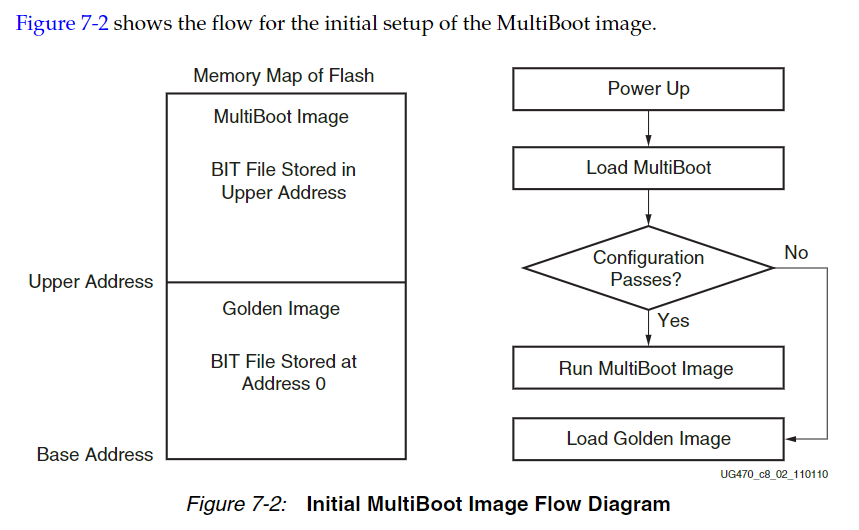 Figure 7-2 shows the flow for the initial setup of the MultiBoot image.
Memory Map of Flash
MultiBoot Image
BIT File Stored in
Upper Address
Upper Address
Golden Image
BIT File Stored at
Address 0
Base Address
Power Up
Load MultiBoot
Configuration
Passes?
No
Yes
Run MultiBoot Image
Load Golden Image
UG470_c8_02_110110
Figure 7-2: Initial MultiBoot Image Flow Diagram